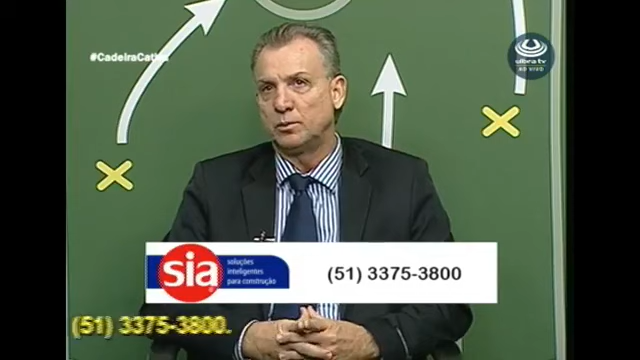 #CadeiraCativa
ulbra tv
AO VIVO
sia
soluções
inteligentes
para construção
(51) 3375-3800
(51) 3375-3800.